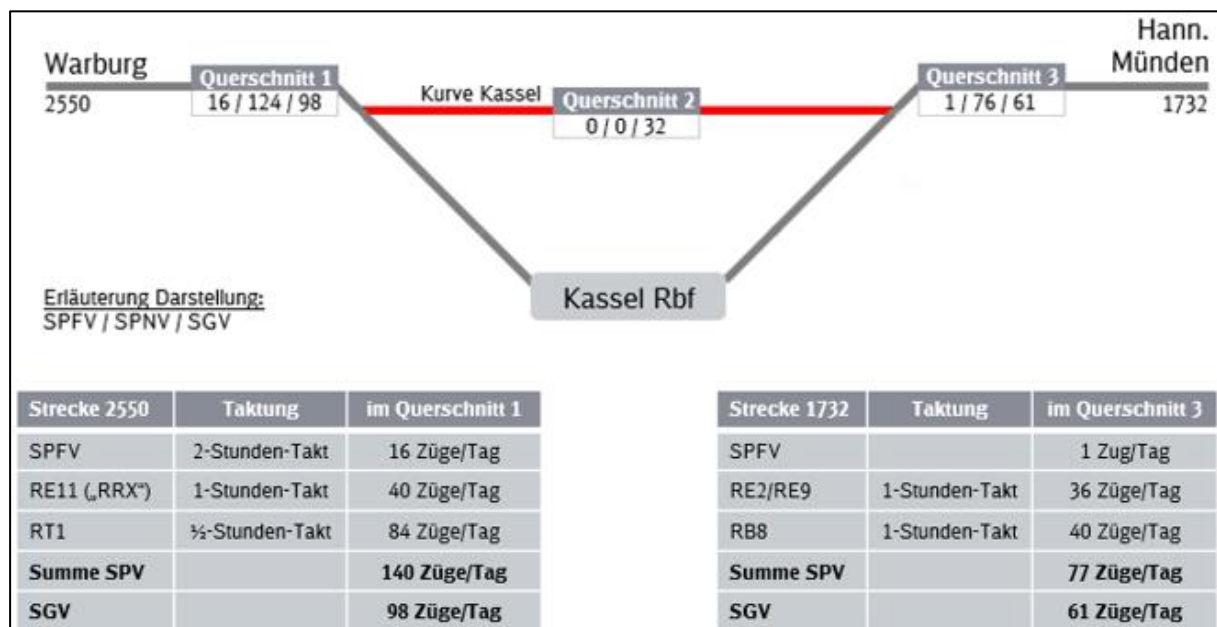 Hann.
Warburg
Münden
Querschnitt 1
Querschnitt 3
Kurve Kassel
Querschnitt 2
2550
16 / 124 / 98
1 / 76 / 61
1732
0 / 0 / 32
Kassel Rbf
Erläuterung Darstellung:
SPFV / SPNV / SGV
Strecke 2550 Taktung im Querschnitt 1
SPFV 2-Stunden-Takt 16 Züge/Tag
RE11 („RRX“) 1-Stunden-Takt 40 Züge/Tag
RT1 ½-Stunden-Takt 84 Züge/Tag
Summe SPV 140 Züge/Tag
SGV 98 Züge/Tag
Strecke 1732 Taktung im Querschnitt 3
SPFV 1 Zug/Tag
RE2/RE9 1-Stunden-Takt 36 Züge/Tag
RB8 1-Stunden-Takt 40 Züge/Tag
Summe SPV 77 Züge/Tag
SGV 61 Züge/Tag